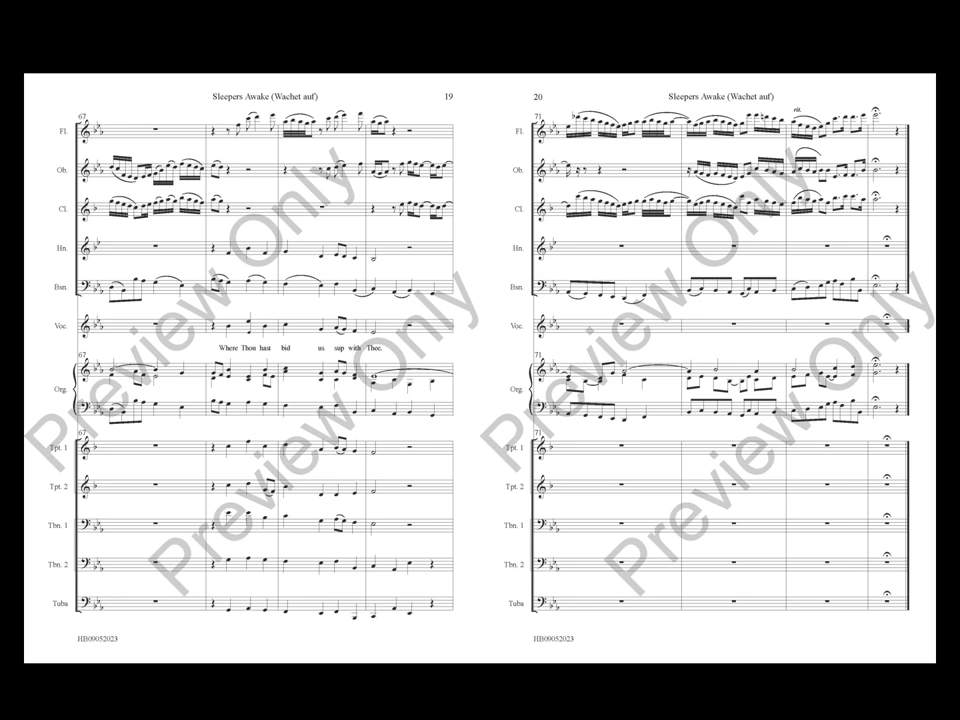 Sleepers Awake (Wachet auf)
19
67
Fl.
Ob.
Cl.
Hn.
Bsn.
Voc.
Where Thou hast bid us sup with Thee.
67
Org.
67
Tpt. 1
Tpt. 2
Tbn. 1
Tbn. 2
Tuba
HB09052023
Preview Only
Preview Only
20
Sleepers Awake (Wachet auf)
71
rit.
Fl.
Ob.
Cl.
Hn.
Bsn.
Voc.
71
Org.
71
Tpt. 1
Tpt. 2
Tbn. 1
Tbn. 2
Tuba
HB09052023
Preview Only
Preview Only